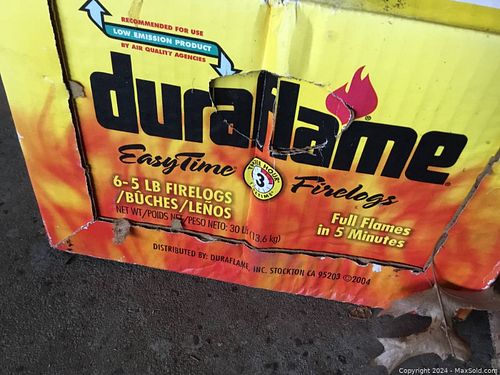 RECOMMENDED FOR USE
LOW EMISSION PRODUCT
BY AIR QUALITY AGENCIES
duraflame
®
EasyTime Firelogs
3
6-5 LB FIRELOGS
/BÛCHES/LEÑOS
NET WT/POIDS NET/PESO NETO: 30 LB (13,6 kg)
Full Flames
in 5 Minutes
DISTRIBUTED BY: DURAFLAME, INC. STOCKTON CA 95203 ©2004
Copyright 2024 - MaxSold.com